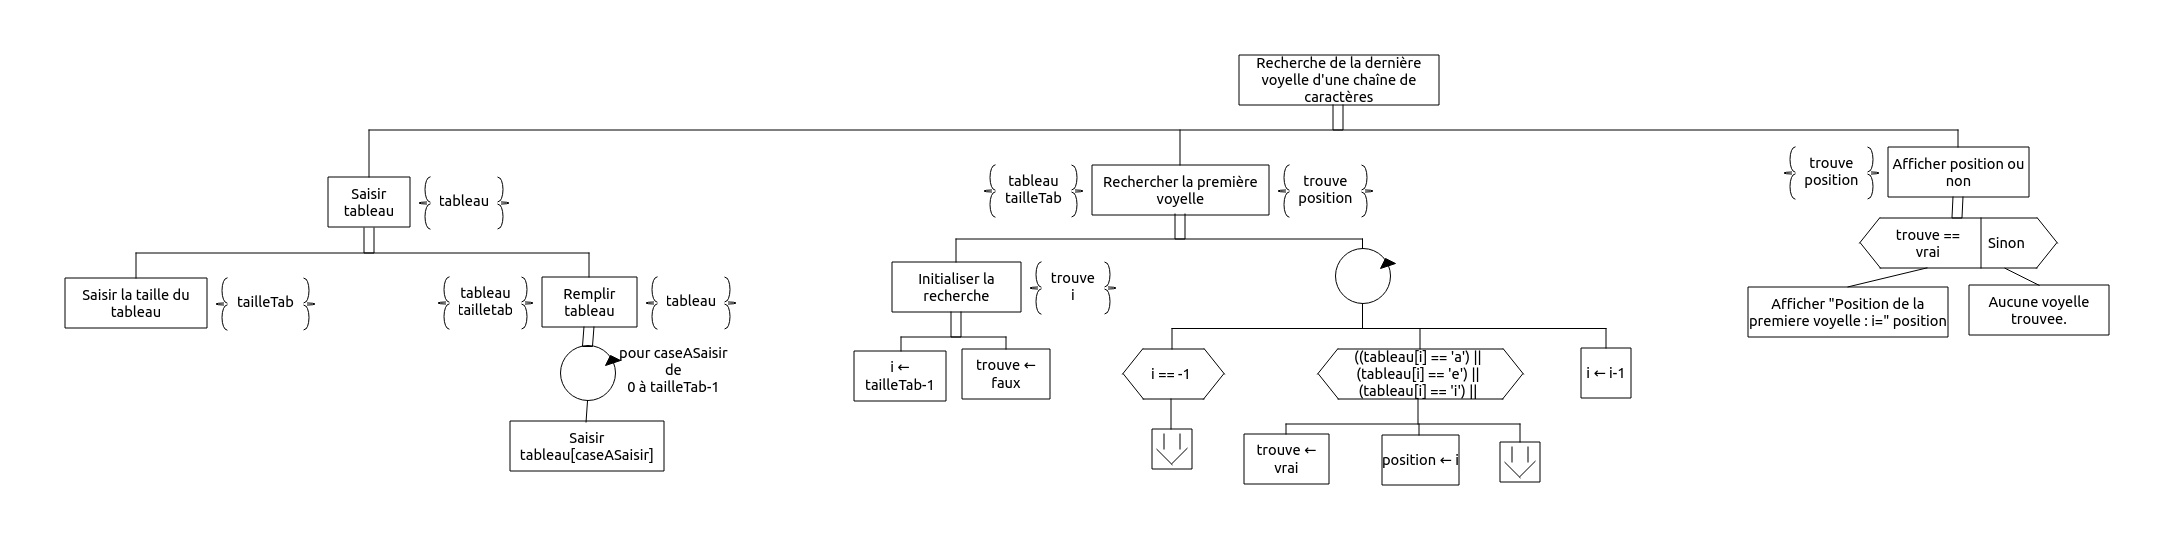 Recherche de la dernière
voyelle d'une chaîne de
caractères
Saisir
tableau
tableau
Saisir la taille du
tableau
tailleTab
tableau
tailletab
Remplir
tableau
tableau
pour caseASaisir
de
0 à tailleTab-1
Saisir
tableau[caseASaisir]
tableau
tailleTab
Rechercher la première
voyelle
trouve
position
Initialiser la
recherche
trouve
i
i ←
tailleTab-1
trouve ←
faux
i == -1
((tableau[i] == 'a') ||
(tableau[i] == 'e') ||
(tableau[i] == 'i') ||
i ← i-1
trouve ←
vrai
position ← i
trouve
position
Afficher position ou
non
trouve ==
vrai
Sinon
Afficher "Position de la
premiere voyelle : i=" position
Aucune voyelle
trouvee.